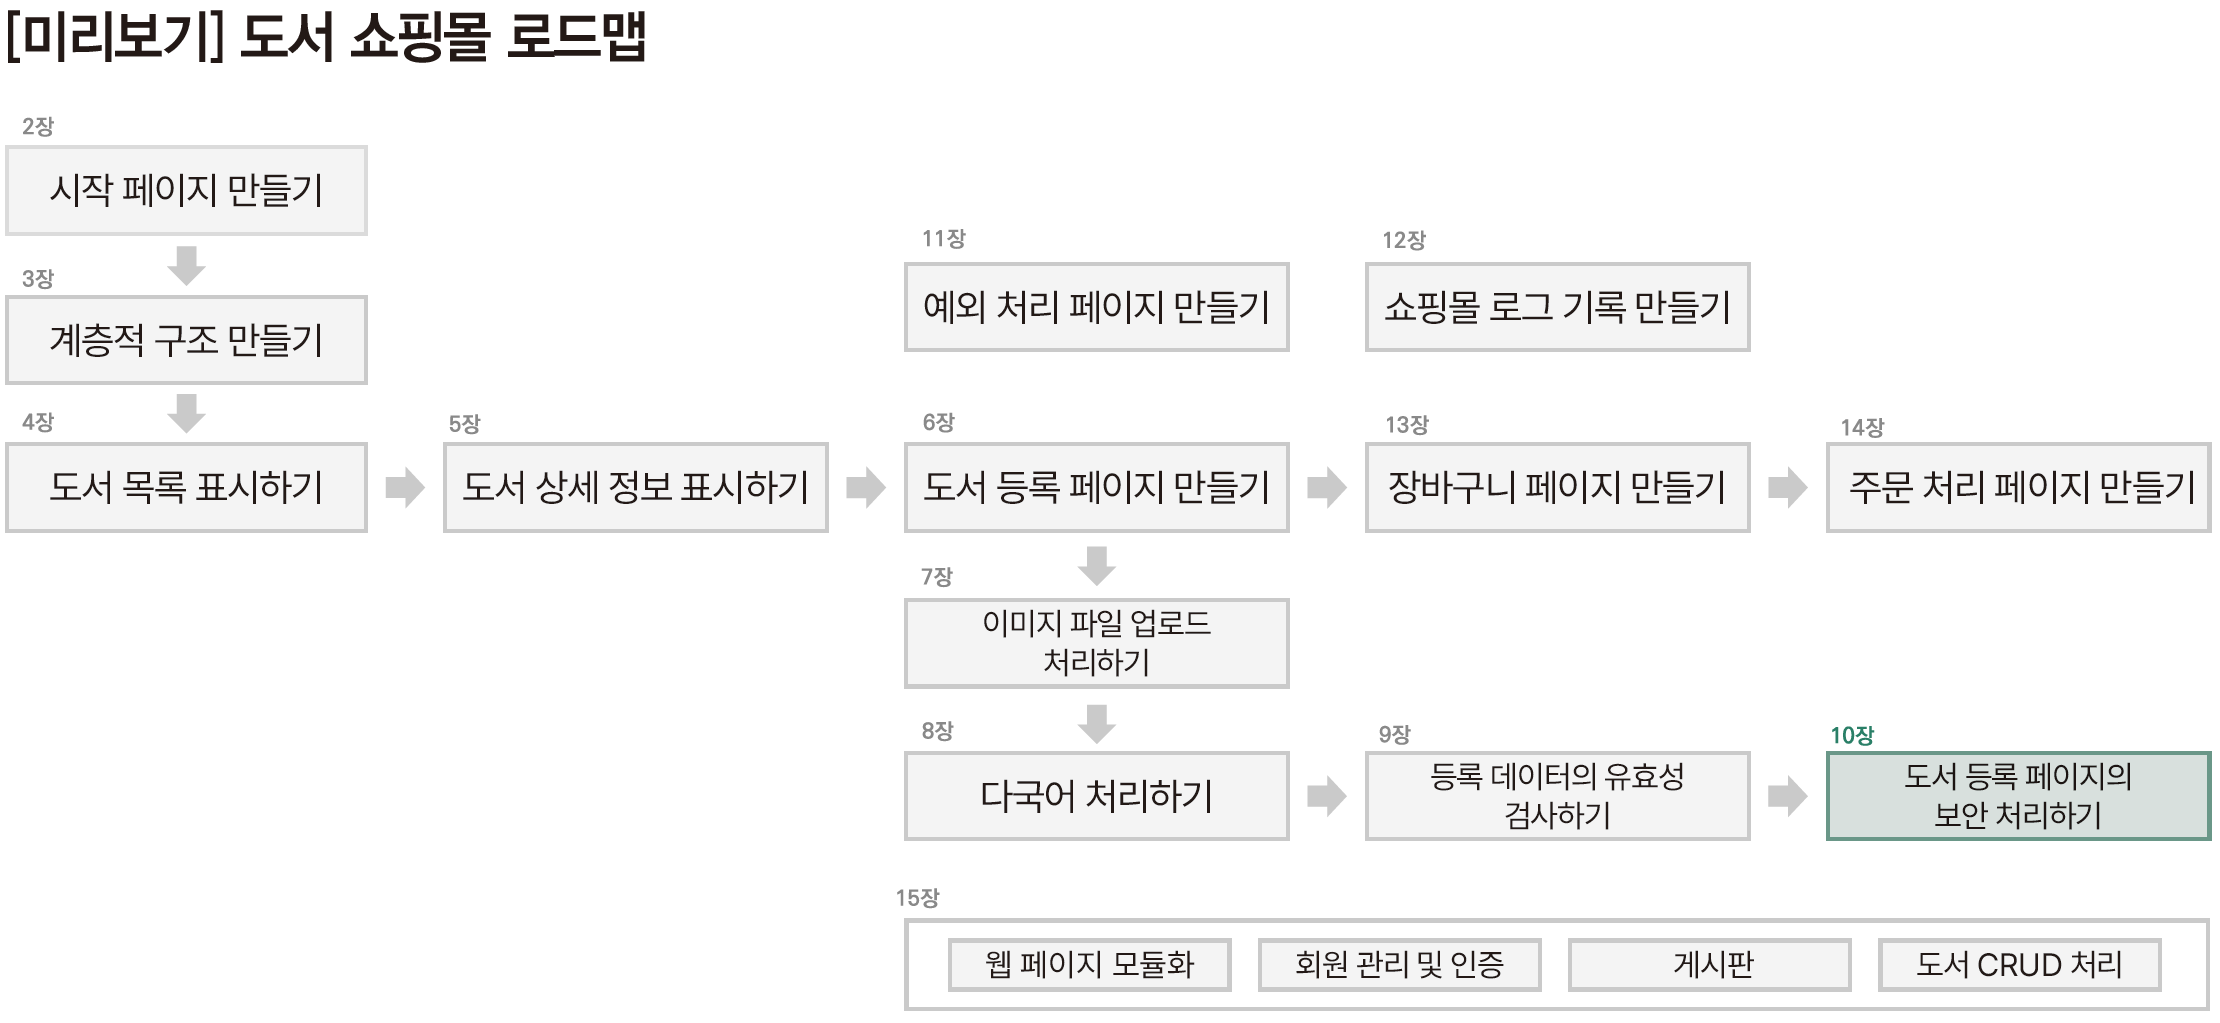 [미리보기] 도서 쇼핑몰 로드맵
2장
시작 페이지 만들기
3장
계층적 구조 만들기
11장
예외 처리 페이지 만들기
12장
쇼핑몰 로그 기록 만들기
4장
도서 목록 표시하기
5장
도서 상세 정보 표시하기
6장
도서 등록 페이지 만들기
13장
장바구니 페이지 만들기
14장
주문 처리 페이지 만들기
7장
이미지 파일 업로드
처리하기
8장
다국어 처리하기
9장
등록 데이터의 유효성
검사하기
10장
도서 등록 페이지의
보안 처리하기
15장
웹 페이지 모듈화
회원 관리 및 인증
게시판
도서 CRUD 처리